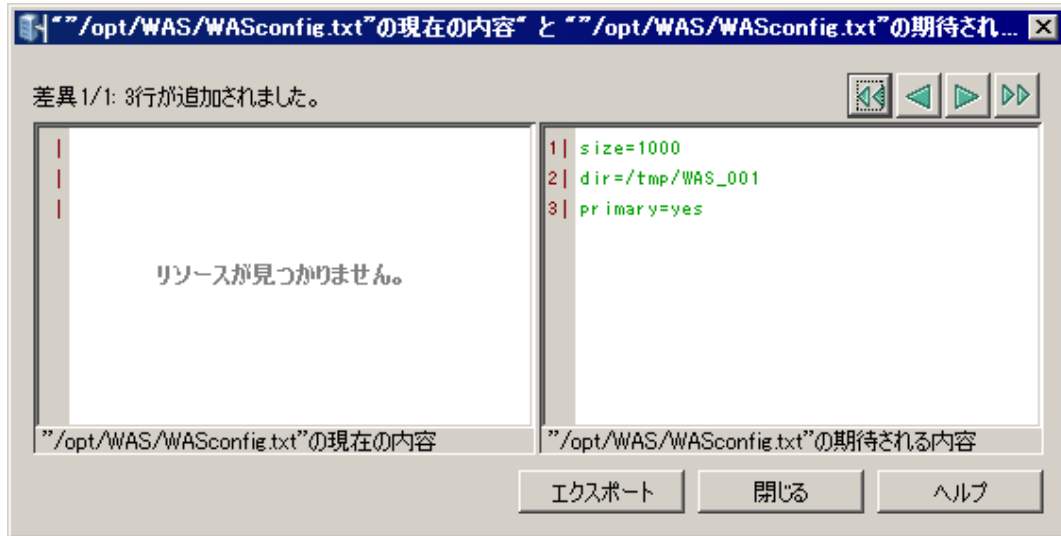 “”/opt/WAS/WASconfig.txt”の現在の内容“ と “”/opt/WAS/WASconfig.txt”の期待され...
差異1/1: 3行が追加されました。
リソースが見つかりません。
1| size=1000
2| dir=/tmp/WAS_001
3| primary=yes
”/opt/WAS/WASconfig.txt”の現在の内容
”/opt/WAS/WASconfig.txt”の期待される内容
エクスポート
閉じる
ヘルプ